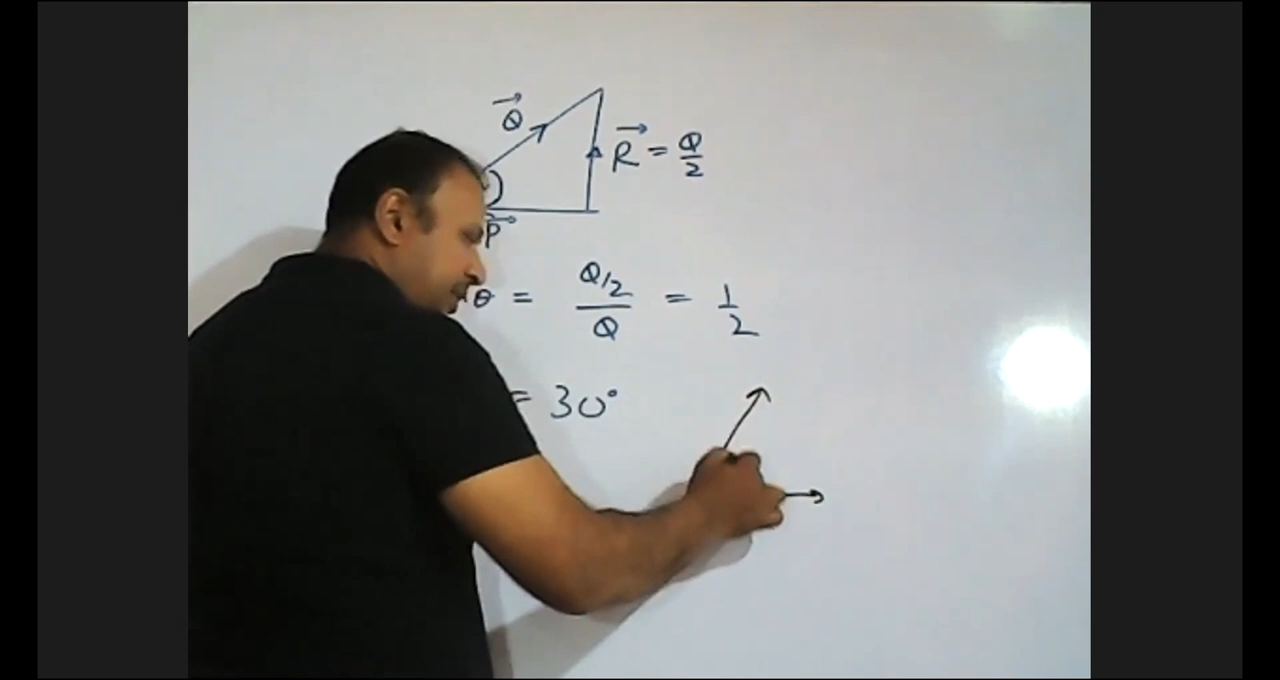 Q⃗
R⃗ = Q/2
P⃗
θ = Q/2 / Q = 1/2
= 30°